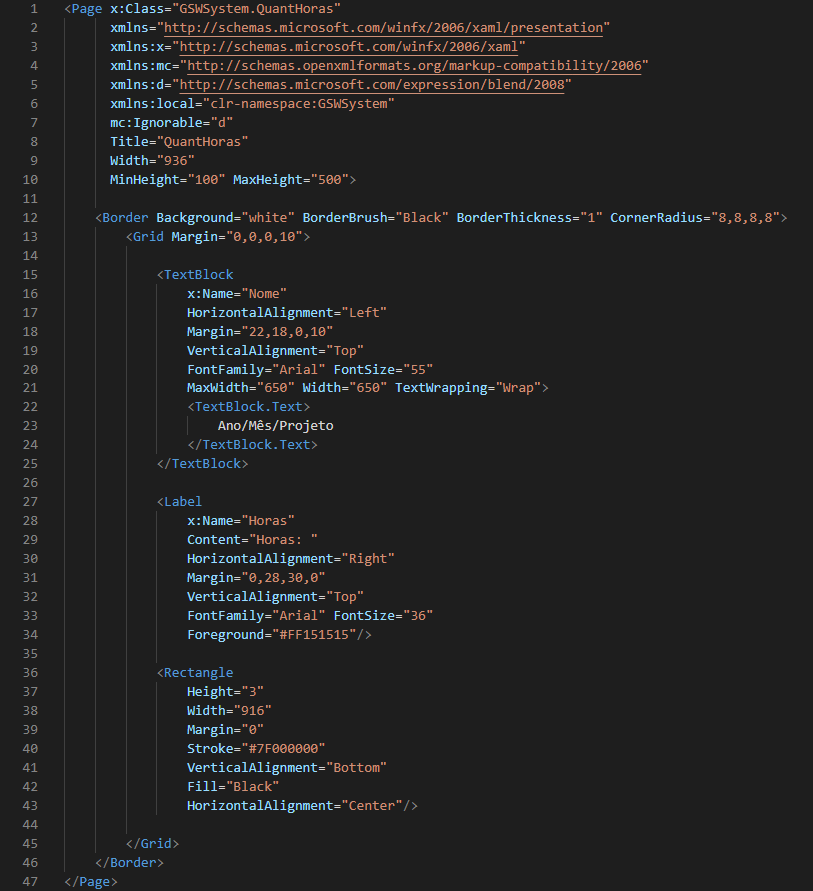 1 <Page x:Class="GSWSystem.QuantHoras"
2 xmlns="http://schemas.microsoft.com/winfx/2006/xaml/presentation"
3 xmlns:x="http://schemas.microsoft.com/winfx/2006/xaml"
4 xmlns:mc="http://schemas.openxmlformats.org/markup-compatibility/2006"
5 xmlns:d="http://schemas.microsoft.com/expression/blend/2008"
6 xmlns:local="clr-namespace:GSWSystem"
7 mc:Ignorable="d"
8 Title="QuantHoras"
9 Width="936"
10 MinHeight="100" MaxHeight="500">
11
12 <Border Background="white" BorderBrush="Black" BorderThickness="1" CornerRadius="8,8,8,8">
13 <Grid Margin="0,0,0,10">
14
15 <TextBlock
16 x:Name="Nome"
17 HorizontalAlignment="Left"
18 Margin="22,18,0,10"
19 VerticalAlignment="Top"
20 FontFamily="Arial" FontSize="55"
21 MaxWidth="650" Width="650" TextWrapping="Wrap">
22 <TextBlock.Text>
23 Ano/Mês/Projeto
24 </TextBlock.Text>
25 </TextBlock>
26
27 <Label
28 x:Name="Horas"
29 Content="Horas: "
30 HorizontalAlignment="Right"
31 Margin="0,28,30,0"
32 VerticalAlignment="Top"
33 FontFamily="Arial" FontSize="36"
34 Foreground="#FF151515"/>
35
36 <Rectangle
37 Height="3"
38 Width="916"
39 Margin="0"
40 Stroke="#7F000000"
41 VerticalAlignment="Bottom"
42 Fill="Black"
43 HorizontalAlignment="Center"/>
44
45 </Grid>
46 </Border>
47 </Page>